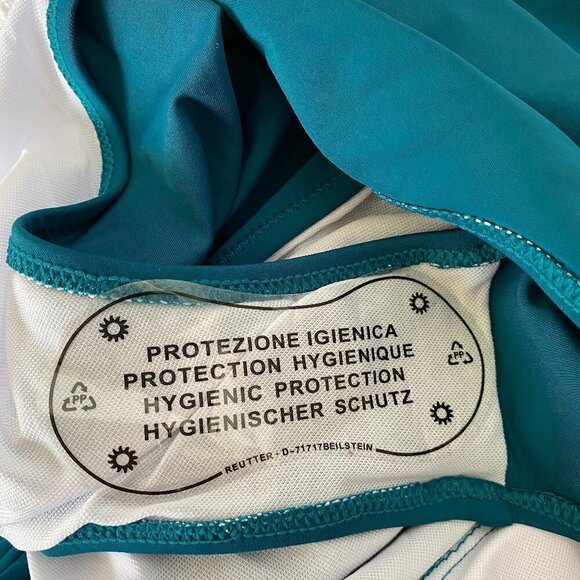 PROTEZIONE IGIENICA
PROTECTION HYGIENIQUE
HYGIENIC PROTECTION
HYGIENISCHER SCHUTZ
PP
PP
REUTTER - D-71717BEILSTEIN